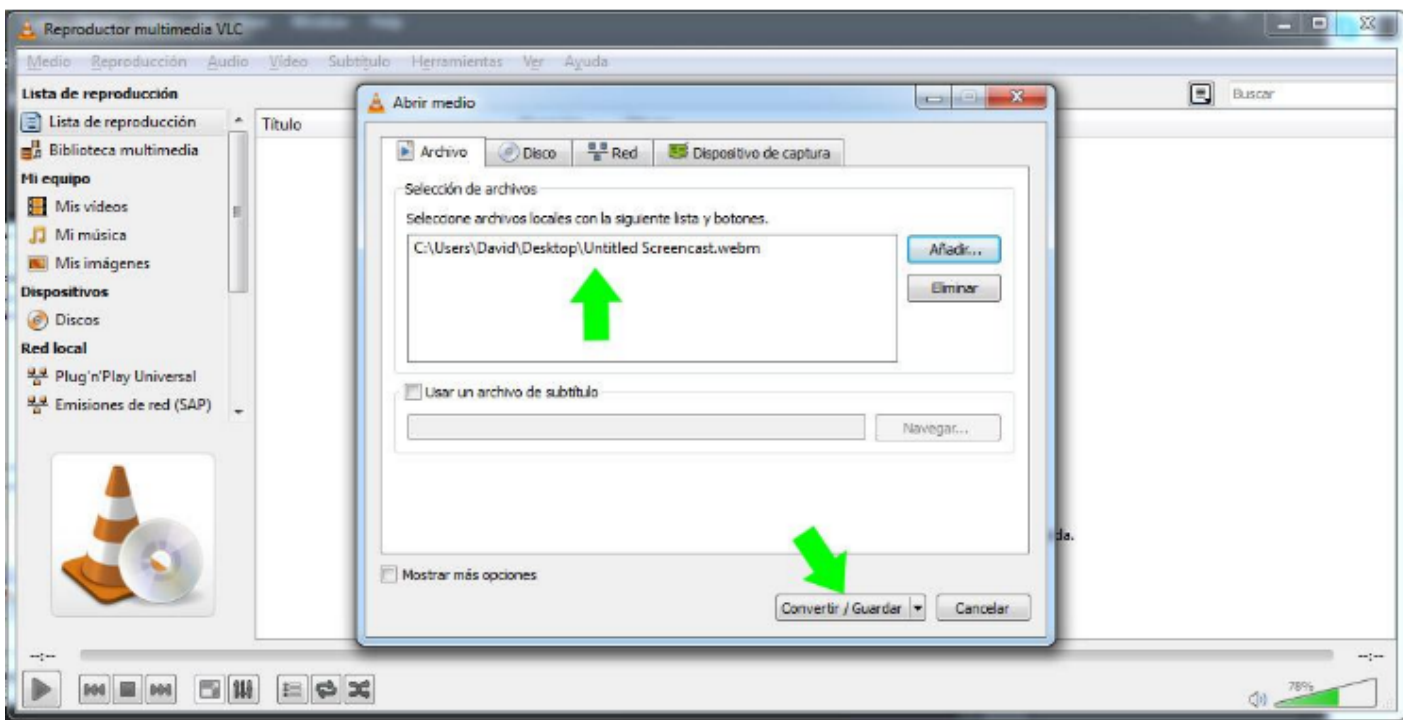 Reproductor multimedia VLC
Medio Reproducción Audio Vídeo Subtítulo Herramientas Ver Ayuda
Lista de reproducción
Buscar
Lista de reproducción
Título
Biblioteca multimedia
Mi equipo
Mis vídeos
Mi música
Mis imágenes
Dispositivos
Discos
Red local
Plug'n'Play Universal
Emisiones de red (SAP)
Abrir medio
Archivo Disco Red Dispositivo de captura
Selección de archivos
Seleccione archivos locales con la siguiente lista y botones.
C:\Users\David\Desktop\Untitled Screencast.webm
Añadir...
Eliminar
Usar un archivo de subtítulo
Navegar...
da.
Mostrar más opciones
Convertir / Guardar Cancelar
--:-- --:--
78%